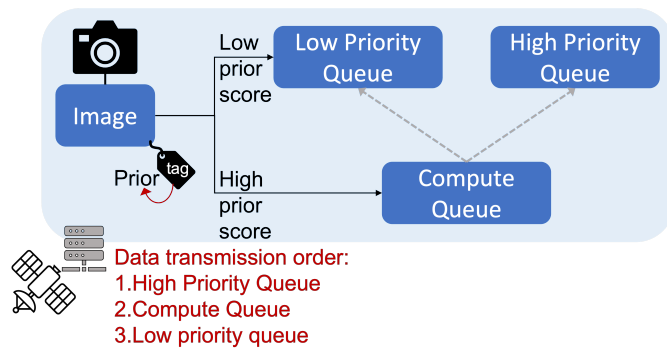 Low
prior
score
Low Priority
Queue
High Priority
Queue
Image
tag
Prior
High
prior
score
Compute
Queue
Data transmission order:
1.High Priority Queue
2.Compute Queue
3.Low priority queue